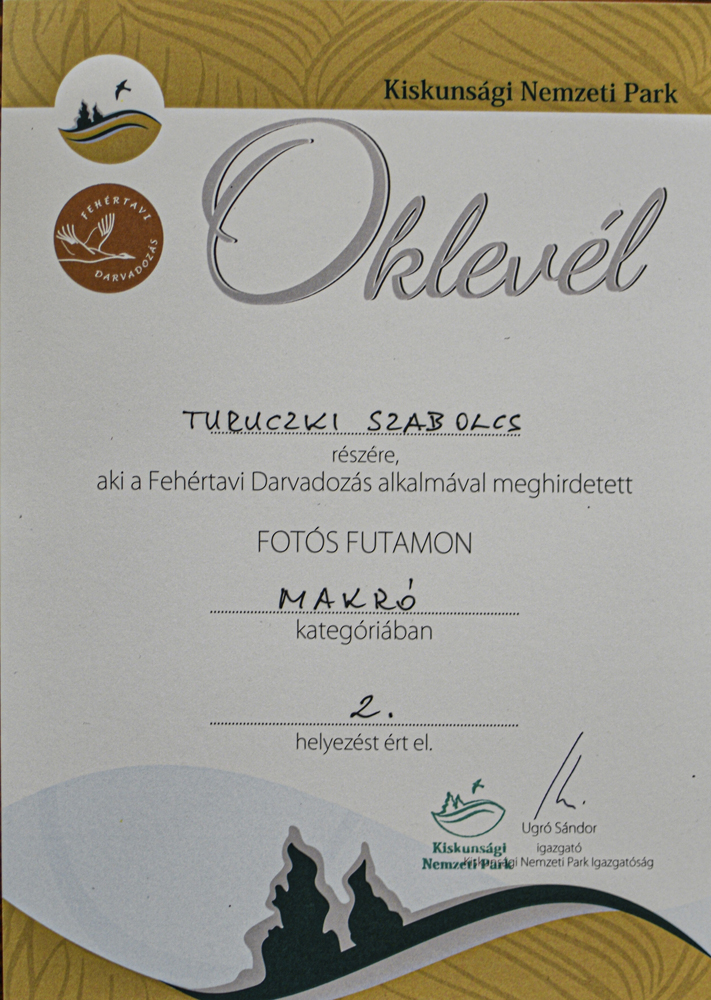 Kiskunsági Nemzeti Park
Oklevél
FEHÉRTAVI
DARVADOZÁS
TURUCZKI SZABOLCS
részére,
aki a Fehértavi Darvadozás alkalmával meghirdetett
FOTÓS FUTAMON
MAKRÓ
kategóriában
2.
helyezést ért el.
Ugró Sándor
igazgató
Kiskunsági Nemzeti Park Igazgatóság
Kiskunsági
Nemzeti Park